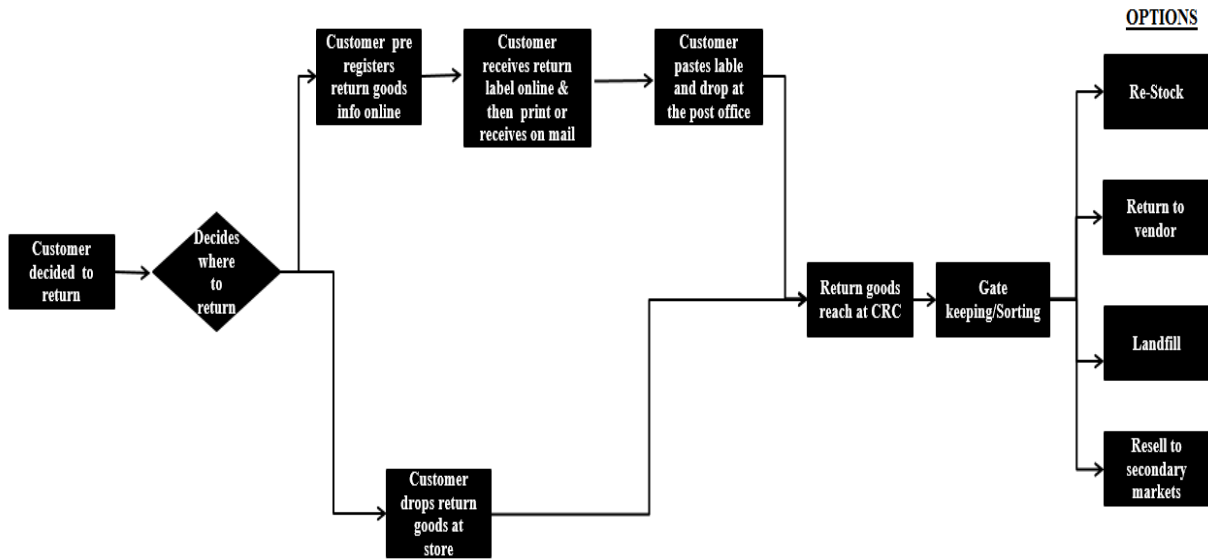 OPTIONS
Customer pre
registers
return goods
info online
Customer
receives return
label online &
then print or
receives on mail
Customer
pastes lable
and drop at
the post office
Re-Stock
Return to
vendor
Decides
where
to
return
Customer
decided to
return
Return goods
reach at CRC
Gate
keeping/Sorting
Landfill
Resell to
secondary
markets
Customer
drops return
goods at
store